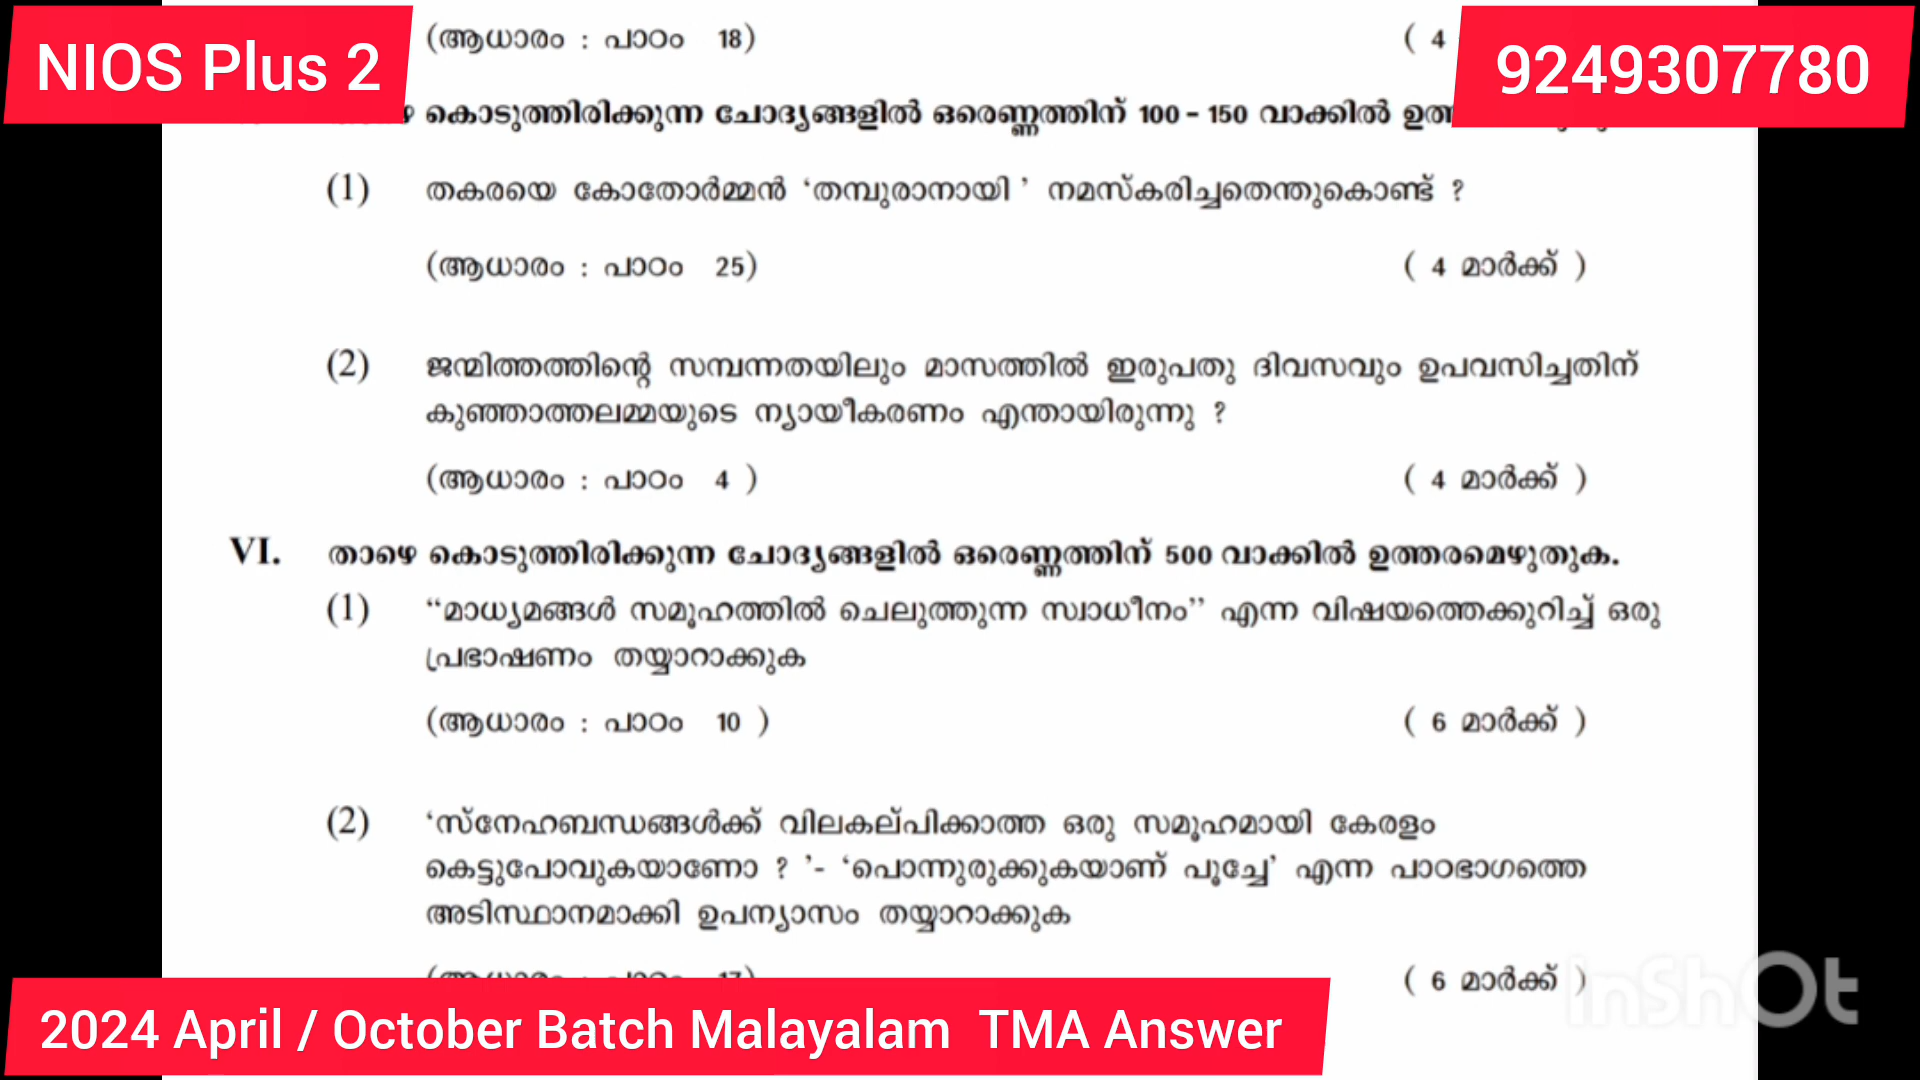 NIOS Plus 2
9249307780
(ആധാരം : പാഠം 18)
( 4
കൊടുത്തിരിക്കുന്ന ചോദ്യങ്ങളിൽ ഒരെണ്ണത്തിന് 100 - 150 വാക്കിൽ
(1) തകരയെ കോതോർമ്മൻ ‘തമ്പുരാനായി ’ നമസ്കരിച്ചതെന്തുകൊണ്ട് ?
(ആധാരം : പാഠം 25) ( 4 മാർക്ക് )
(2) ജന്മിത്തത്തിന്റെ സമ്പന്നതയിലും മാസത്തിൽ ഇരുപതു ദിവസവും ഉപവസിച്ചതിന്
കുഞ്ഞാത്തലമ്മയുടെ ന്യായീകരണം എന്തായിരുന്നു ?
(ആധാരം : പാഠം 4 ) ( 4 മാർക്ക് )
VI. താഴെ കൊടുത്തിരിക്കുന്ന ചോദ്യങ്ങളിൽ ഒരെണ്ണത്തിന് 500 വാക്കിൽ ഉത്തരമെഴുതുക.
(1) “മാധ്യമങ്ങൾ സമൂഹത്തിൽ ചെലുത്തുന്ന സ്വാധീനം” എന്ന വിഷയത്തെക്കുറിച്ച് ഒരു
പ്രഭാഷണം തയ്യാറാക്കുക
(ആധാരം : പാഠം 10 ) ( 6 മാർക്ക് )
(2) ‘സ്നേഹബന്ധങ്ങൾക്ക് വിലകല്പിക്കാത്ത ഒരു സമൂഹമായി കേരളം
കെട്ടുപോവുകയാണോ ? ’- ‘പൊന്നുരുക്കുകയാണ് പൂച്ചേ’ എന്ന പാഠഭാഗത്തെ
അടിസ്ഥാനമാക്കി ഉപന്യാസം തയ്യാറാക്കുക
( 6 മാർക്ക് )
InShOt
2024 April / October Batch Malayalam TMA Answer